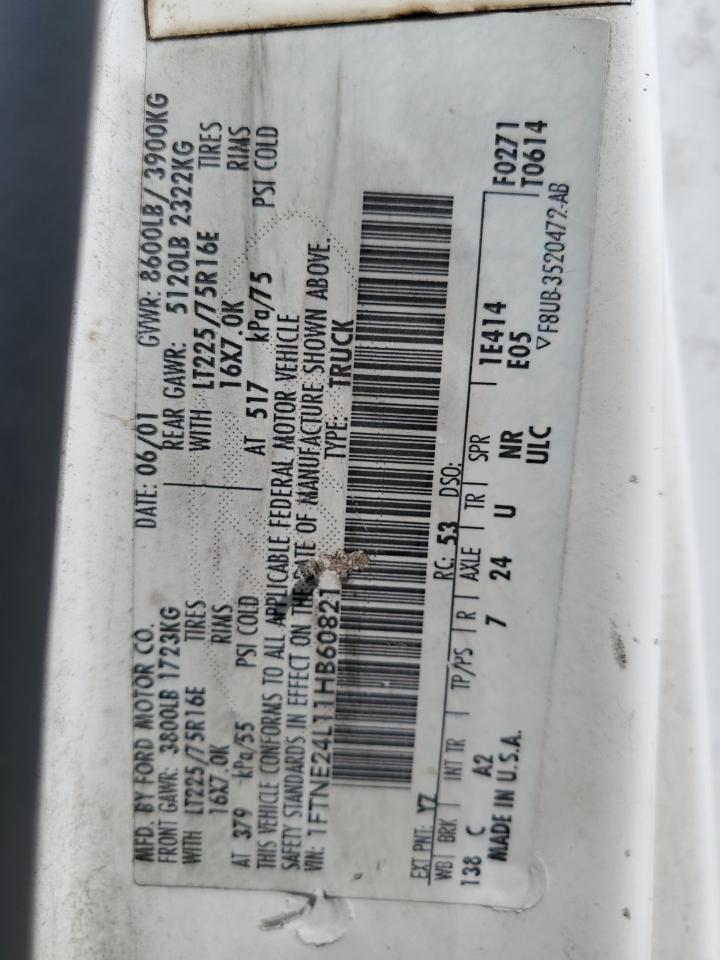 MFD. BY FORD MOTOR CO. DATE: 06/01 GVWR: 8600LB/ 3900KG
FRONT GAWR: 3800LB 1723KG REAR GAWR: 5120LB 2322KG
WITH LT225/75R16E TIRES WITH LT225/75R16E TIRES
16X7.0K RIMS 16X7.0K RIMS
AT 379 kPa/55 PSI COLD AT 517 kPa/75 PSI COLD
THIS VEHICLE CONFORMS TO ALL APPLICABLE FEDERAL MOTOR VEHICLE
SAFETY STANDARDS IN EFFECT ON THE DATE OF MANUFACTURE SHOWN ABOVE.
VIN: 1FTNE24L11HB60821 TYPE: TRUCK
EXT PNT: YZ RC: 53 DSO:
WB BRK INT TR TP/PS R AXLE TR SPR 1E414 F0271
138 C A2 7 24 U NR E05 T0614
MADE IN U.S.A. ULC ▽F8UB-3520472-AB